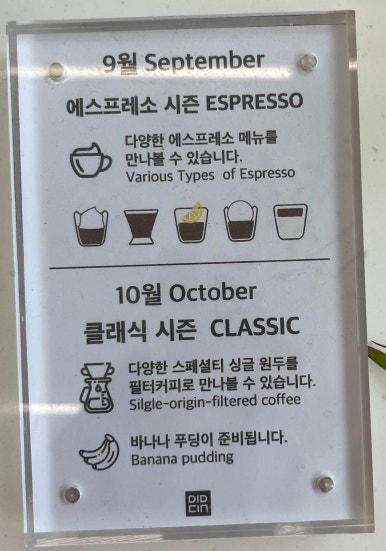 9월 September
에스프레소 시즌 ESPRESSO
다양한 에스프레소 메뉴를
만나볼 수 있습니다.
Various Types of Espresso
10월 October
클래식 시즌 CLASSIC
다양한 스페셜티 싱글 원두를
필터커피로 만나볼 수 있습니다.
Silgle-origin-filtered coffee
바나나 푸딩이 준비됩니다.
Banana pudding
DID
CIN